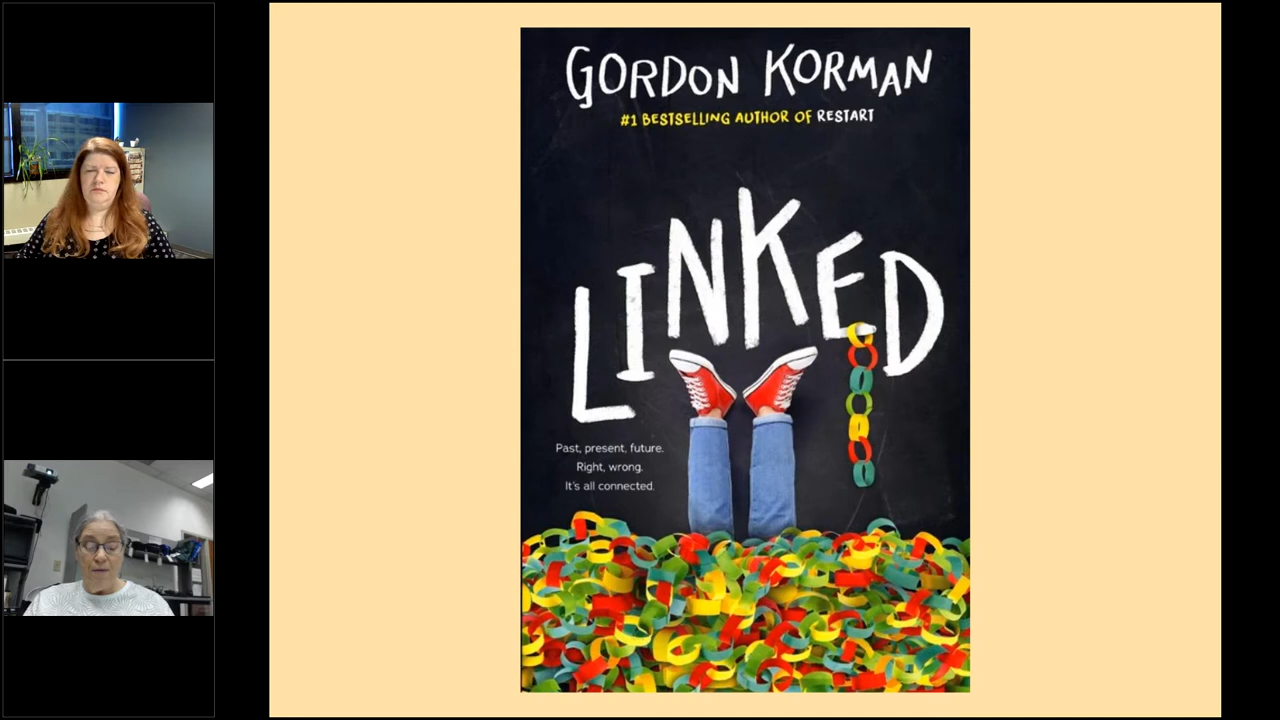 GORDON KORMAN
#1 BESTSELLING AUTHOR OF RESTART
LINKED
Past, present, future.
Right, wrong.
It's all connected.